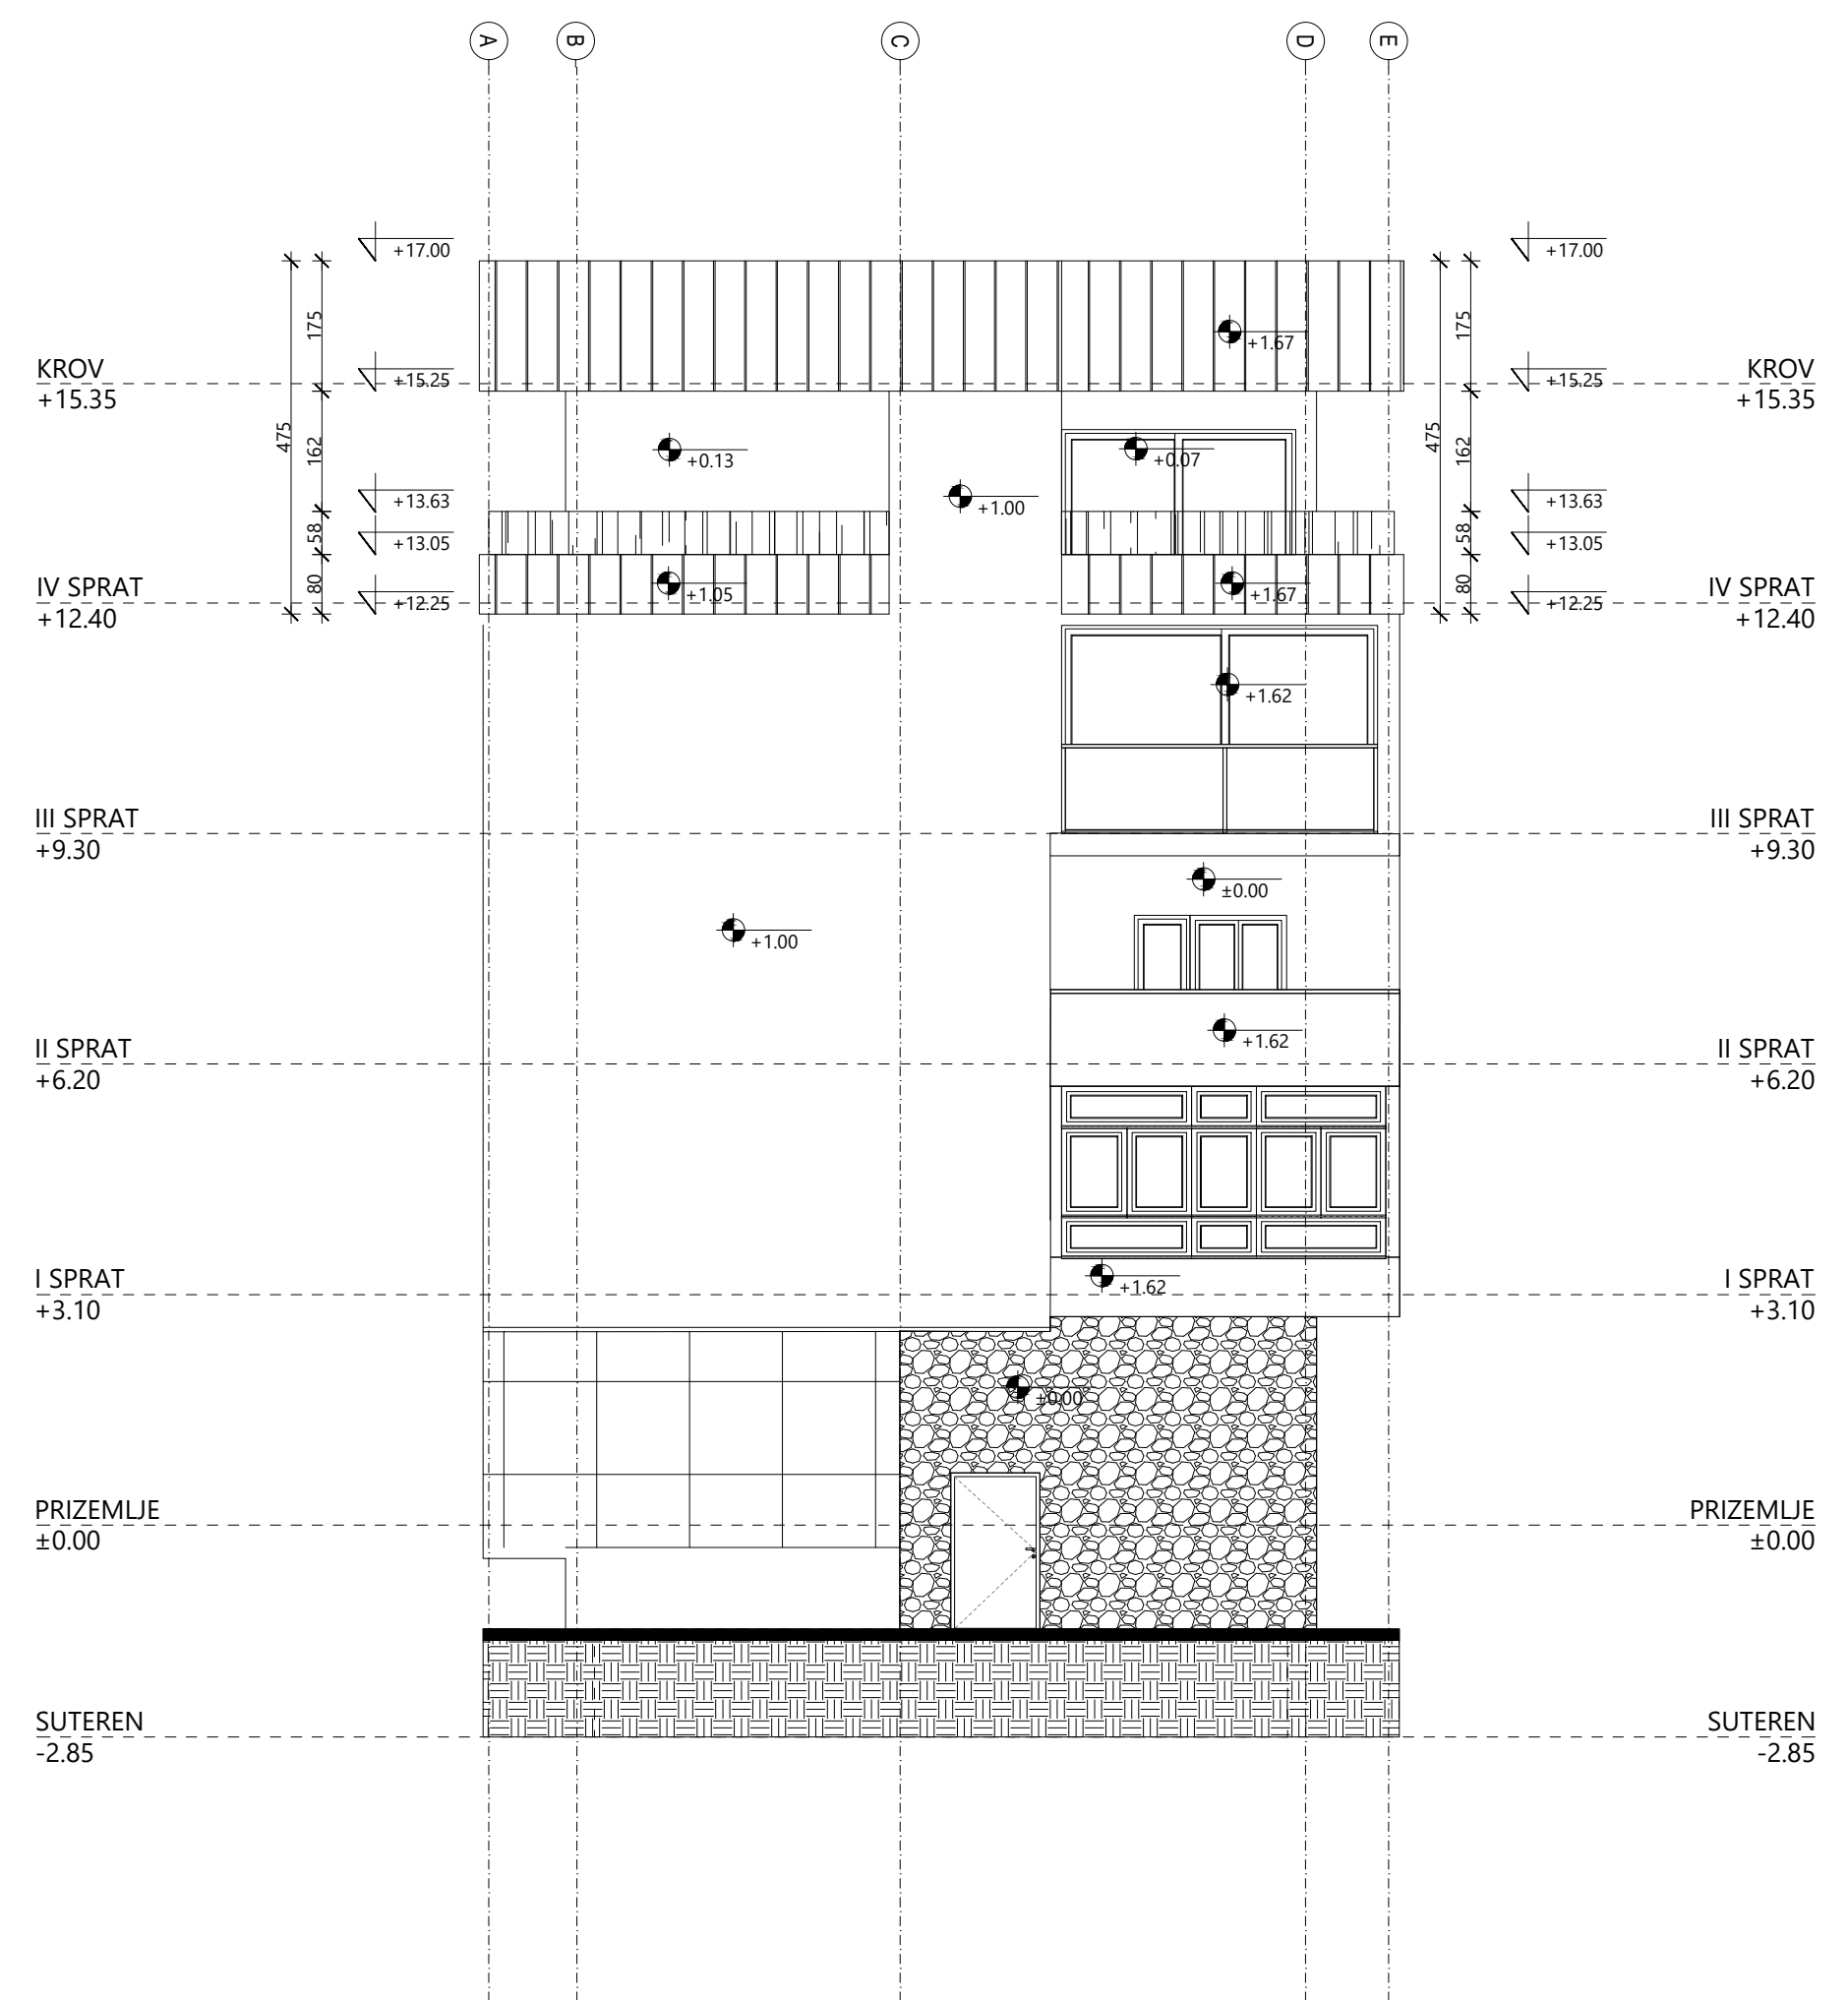 A B C D E
+17.00 +17.00
175 175
+1.67
KROV KROV
+15.25 +15.25
+15.35 +15.35
475 162 475 162
+0.13 +0.07
+13.63 +1.00 +13.63
58 +13.05 58 +13.05
IV SPRAT 80 +1.05 +1.67 80 IV SPRAT
+12.25 +12.25
+12.40 +12.40
+1.62
III SPRAT III SPRAT
+9.30 +9.30
±0.00
+1.00
+1.62
II SPRAT II SPRAT
+6.20 +6.20
I SPRAT +1.62 I SPRAT
+3.10 +3.10
±0.00
PRIZEMLJE PRIZEMLJE
±0.00 ±0.00
SUTEREN SUTEREN
-2.85 -2.85